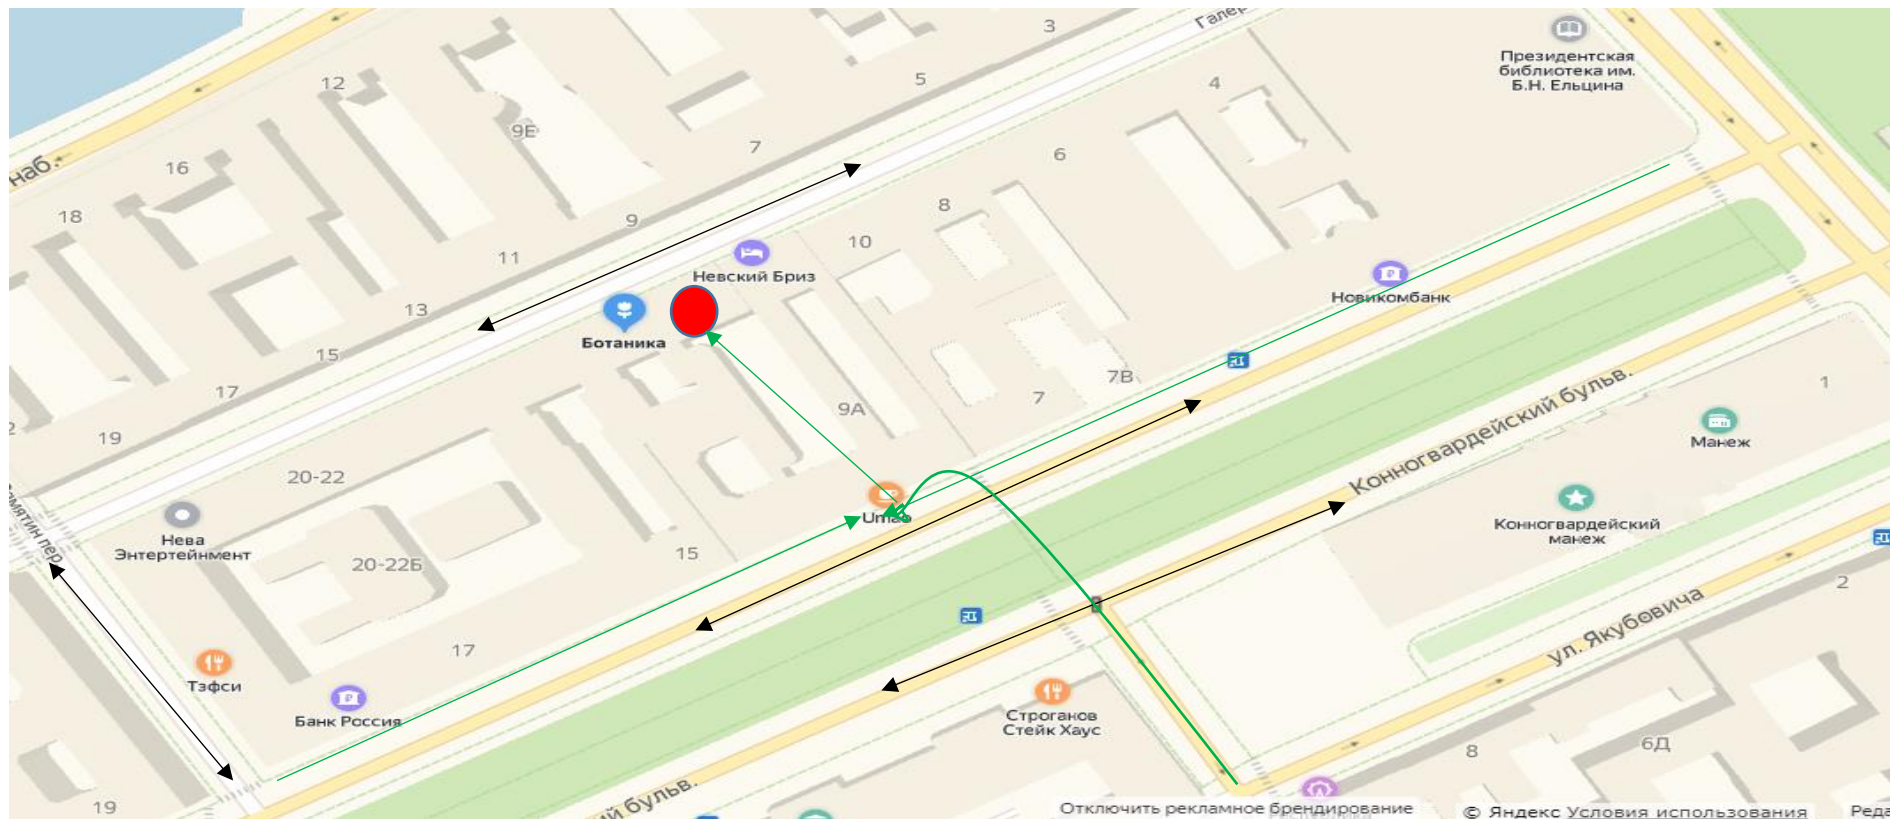 3
Президентская
библиотека им.
Б.Н. Ельцина
12
5
4
9Е
7
наб.
16
6
18
9
8
11
10
Невский Бриз
13
Новикомбанк
Ботаника
15
17
7В
1
7
9А
19
Конногвардейский бульв.
Манеж
20-22
Нева
Энтертейнмент
Конногвардейский
манеж
15
20-22Б
2
ул. Якубовича
17
Тэфси
Банк Россия
Строганов
Стейк Хаус
6Д
8
19
бульв.
Отключить рекламное брендирование
© Яндекс Условия использования